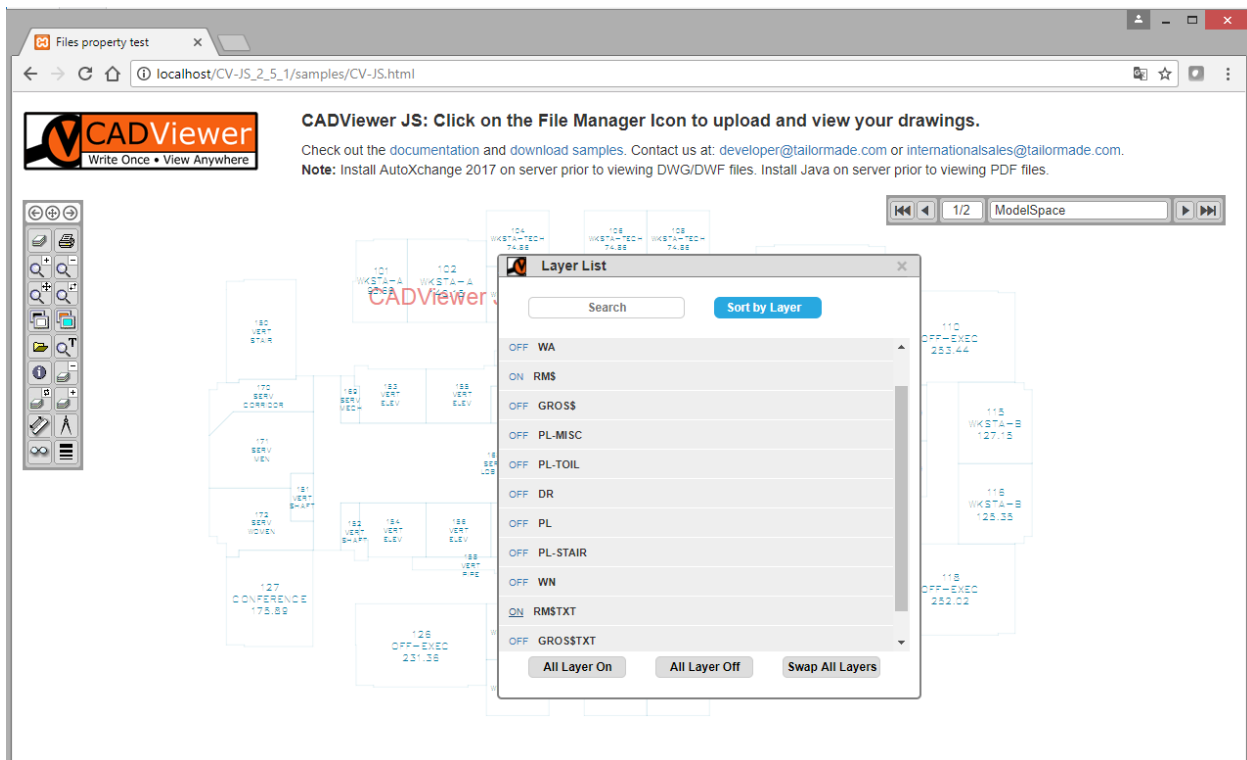 Files property test
localhost/CV-JS_2_5_1/samples/CV-JS.html
CADViewer
Write Once • View Anywhere
CADViewer JS: Click on the File Manager Icon to upload and view your drawings.
Check out the documentation and download samples. Contact us at: developer@tailormade.com or internationalsales@tailormade.com.
Note: Install AutoXchange 2017 on server prior to viewing DWG/DWF files. Install Java on server prior to viewing PDF files.
1/2
ModelSpace
104
WKSTA-TECH
74.88
106
WKSTA-TECH
74.88
108
WKSTA-TECH
74.88
101
WKSTA-A
102
WKSTA-A
CADViewer
180
VERT
STAIR
170
SERV
CORRIDOR
169
SERV
MECH
183
VERT
ELEV
185
VERT
ELEV
171
SERV
MEN
181
VERT
SHAFT
172
SERV
WOMEN
182
VERT
SHAFT
184
VERT
ELEV
186
VERT
ELEV
188
VERT
PIPE
127
CONFERENCE
175.89
126
OFF-EXEC
231.36
Layer List
Search
Sort by Layer
OFF WA
ON RM$
OFF GROS$
OFF PL-MISC
OFF PL-TOIL
OFF DR
OFF PL
OFF PL-STAIR
OFF WN
ON RM$TXT
OFF GROS$TXT
All Layer On
All Layer Off
Swap All Layers
110
OFF-EXEC
253.44
115
WKSTA-B
127.15
116
WKSTA-B
125.35
118
OFF-EXEC
252.02